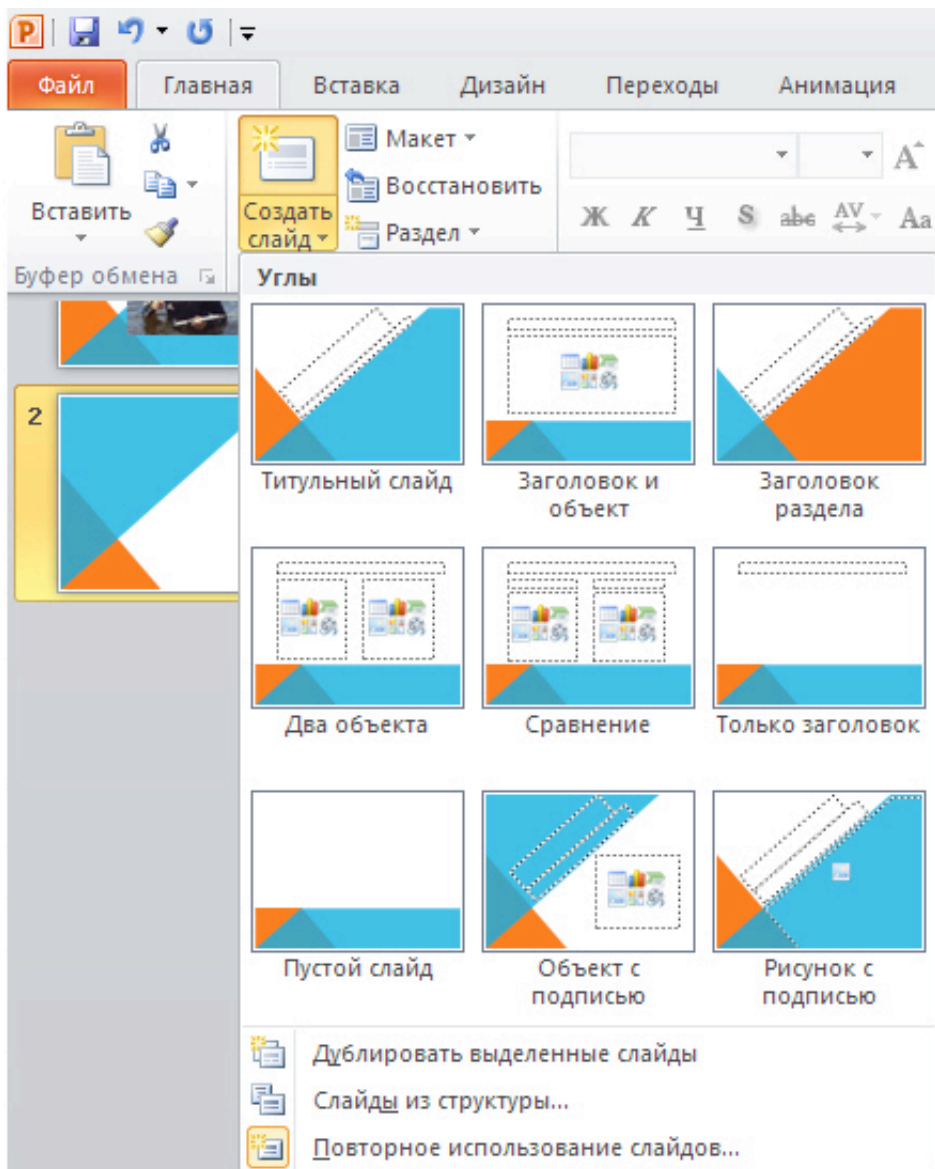 Файл Главная Вставка Дизайн Переходы Анимация
Вставить
Создать слайд
Макет
Восстановить
Раздел
Ж К Ч S abc AV Aa
A
Буфер обмена
Углы
2
Титульный слайд
Заголовок и объект
Заголовок раздела
Два объекта
Сравнение
Только заголовок
Пустой слайд
Объект с подписью
Рисунок с подписью
Дублировать выделенные слайды
Слайды из структуры...
Повторное использование слайдов...